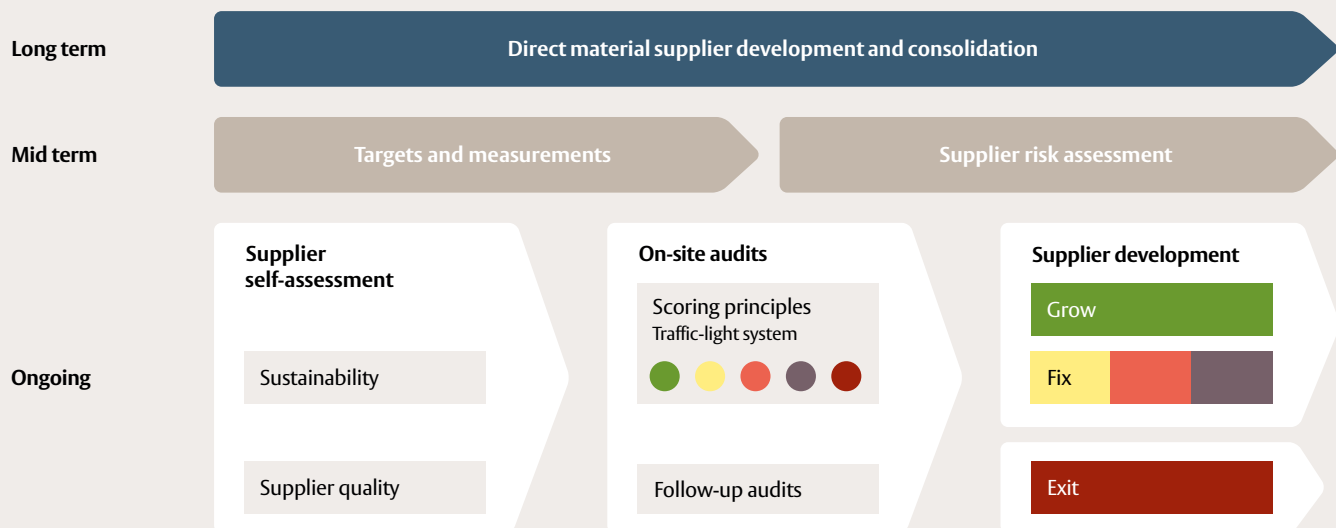 Long term
Direct material supplier development and consolidation
Mid term
Targets and measurements
Supplier risk assessment
Ongoing
Supplier
self-assessment
Sustainability
Supplier quality
On-site audits
Scoring principles
Traffic-light system
Follow-up audits
Supplier development
Grow
Fix
Exit